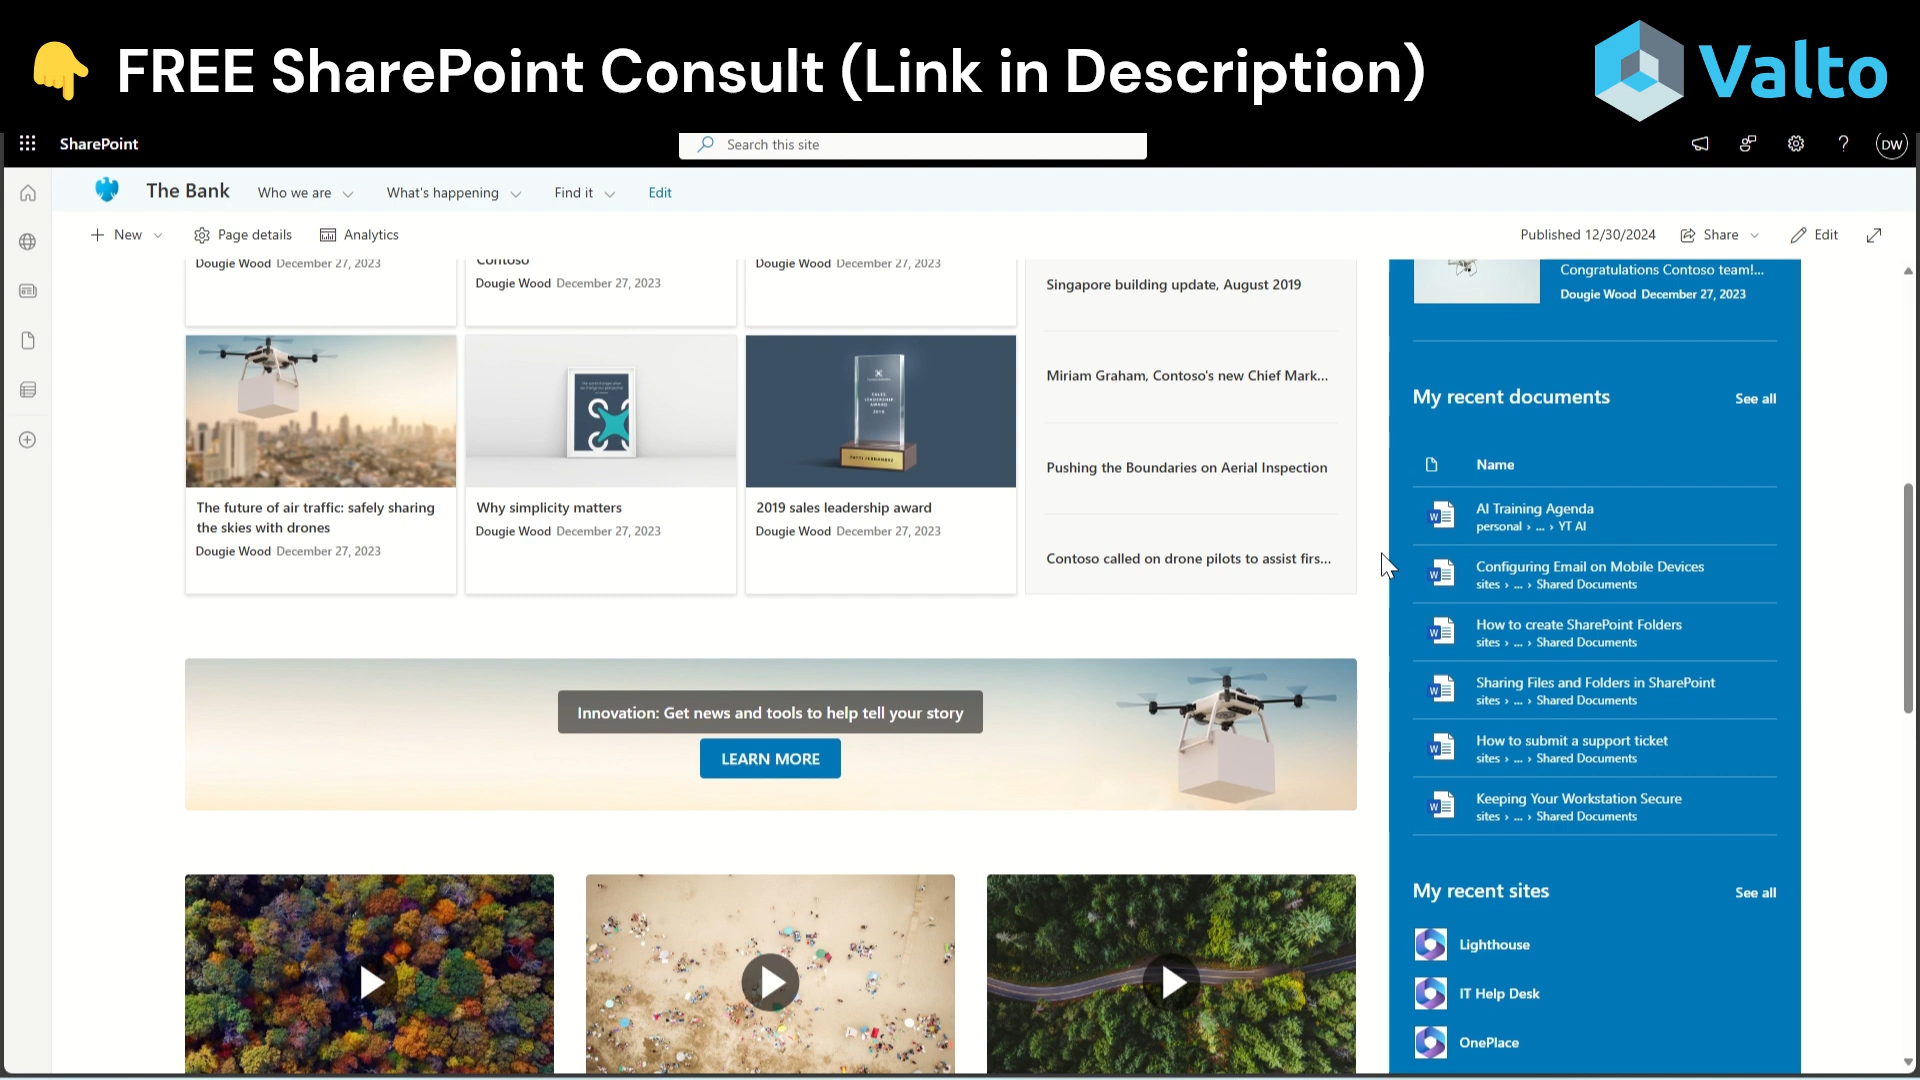 👇 FREE SharePoint Consult (Link in Description)
Valto
SharePoint
Search this site
?
DW
The Bank
Who we are
What's happening
Find it
Edit
New
Page details
Analytics
Published 12/30/2024
Share
Edit
Dougie Wood December 27, 2023
Contoso
Dougie Wood December 27, 2023
Dougie Wood December 27, 2023
The future of air traffic: safely sharing
the skies with drones
Dougie Wood December 27, 2023
Why simplicity matters
Dougie Wood December 27, 2023
SALES
LEADERSHIP
AWARD
2019
PATTI FERNANDEZ
2019 sales leadership award
Dougie Wood December 27, 2023
Singapore building update, August 2019
Miriam Graham, Contoso's new Chief Mark...
Pushing the Boundaries on Aerial Inspection
Contoso called on drone pilots to assist firs...
Innovation: Get news and tools to help tell your story
LEARN MORE
Congratulations Contoso team!...
Dougie Wood December 27, 2023
My recent documents
See all
Name
AI Training Agenda
personal › ... › YT AI
Configuring Email on Mobile Devices
sites › ... › Shared Documents
How to create SharePoint Folders
sites › ... › Shared Documents
Sharing Files and Folders in SharePoint
sites › ... › Shared Documents
How to submit a support ticket
sites › ... › Shared Documents
Keeping Your Workstation Secure
sites › ... › Shared Documents
My recent sites
See all
Lighthouse
IT Help Desk
OnePlace